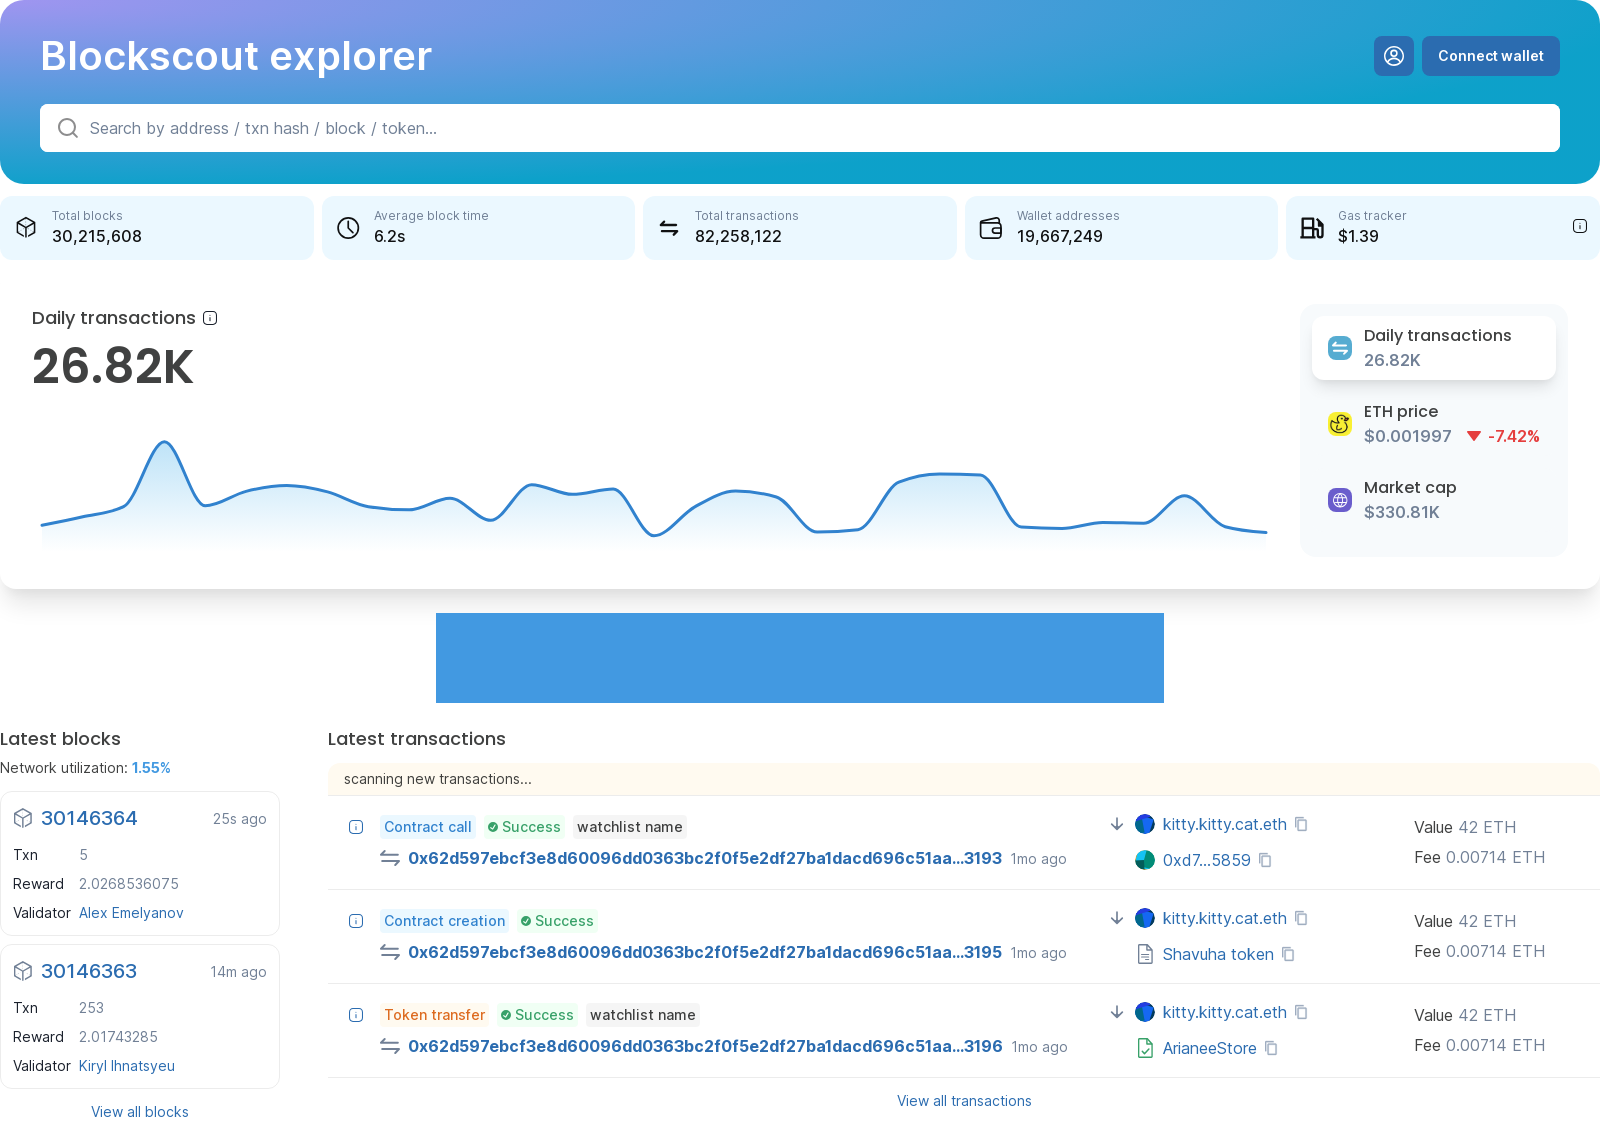 Blockscout explorer
Connect wallet
Search by address / txn hash / block / token...
Total blocks
30,215,608
Average block time
6.2s
Total transactions
82,258,122
Wallet addresses
19,667,249
Gas tracker
$1.39
Daily transactions
26.82K
Daily transactions
26.82K
ETH price
$0.001997 -7.42%
Market cap
$330.81K
Latest blocks
Network utilization: 1.55%
30146364 25s ago
Txn 5
Reward 2.0268536075
Validator Alex Emelyanov
30146363 14m ago
Txn 253
Reward 2.01743285
Validator Kiryl Ihnatsyeu
View all blocks
Latest transactions
scanning new transactions...
Contract call Success watchlist name
0x62d597ebcf3e8d60096dd0363bc2f0f5e2df27ba1dacd696c51aa...3193 1mo ago
kitty.kitty.cat.eth
0xd7...5859
Value 42 ETH
Fee 0.00714 ETH
Contract creation Success
0x62d597ebcf3e8d60096dd0363bc2f0f5e2df27ba1dacd696c51aa...3195 1mo ago
kitty.kitty.cat.eth
Shavuha token
Value 42 ETH
Fee 0.00714 ETH
Token transfer Success watchlist name
0x62d597ebcf3e8d60096dd0363bc2f0f5e2df27ba1dacd696c51aa...3196 1mo ago
kitty.kitty.cat.eth
ArianeeStore
Value 42 ETH
Fee 0.00714 ETH
View all transactions